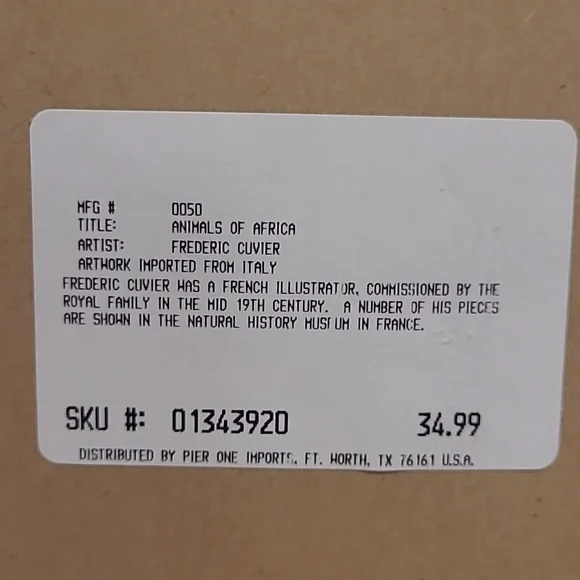 MFG # 0050
TITLE: ANIMALS OF AFRICA
ARTIST: FREDERIC CUVIER
ARTWORK IMPORTED FROM ITALY
FREDERIC CUVIER WAS A FRENCH ILLUSTRATOR, COMMISSIONED BY THE
ROYAL FAMILY IN THE MID 19TH CENTURY. A NUMBER OF HIS PIECES
ARE SHOWN IN THE NATURAL HISTORY MUSEUM IN FRANCE.
SKU #: 01343920 34.99
DISTRIBUTED BY PIER ONE IMPORTS, FT. WORTH, TX 76161 U.S.A.